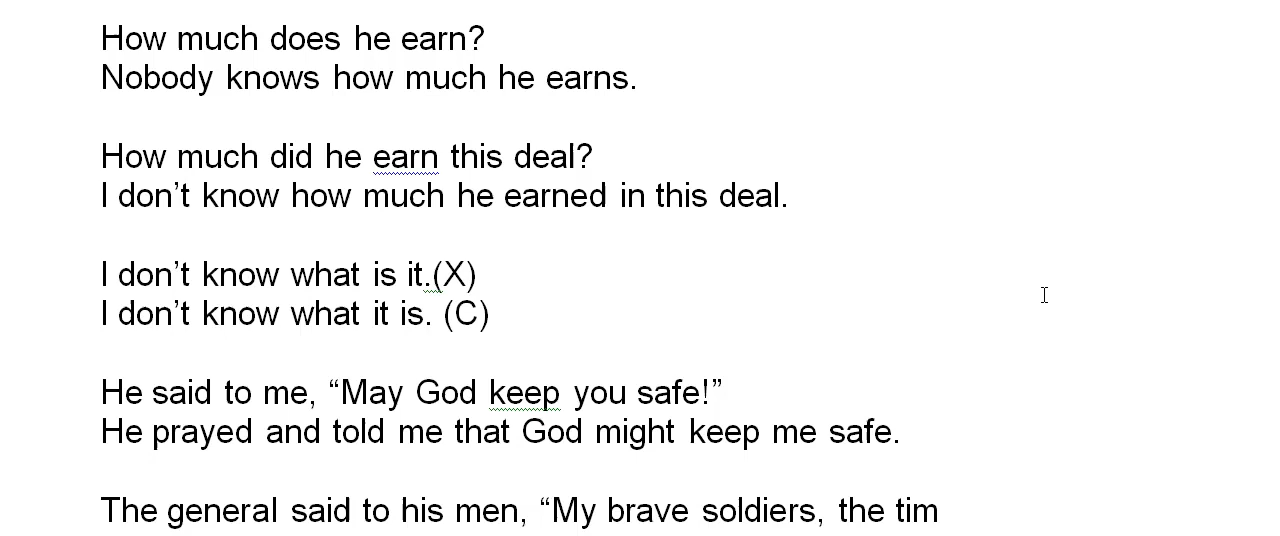 How much does he earn?
Nobody knows how much he earns.
How much did he earn this deal?
I don’t know how much he earned in this deal.
I don’t know what is it.(X)
I don’t know what it is. (C)
He said to me, “May God keep you safe!”
He prayed and told me that God might keep me safe.
The general said to his men, “My brave soldiers, the tim